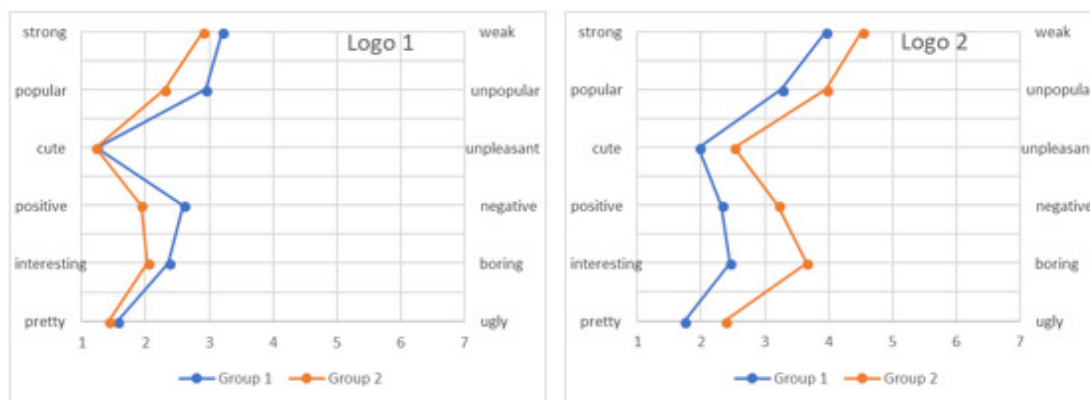 Logo 1
strong
weak
popular
unpopular
cute
unpleasant
positive
negative
interesting
boring
pretty
ugly
1 2 3 4 5 6 7
Group 1 Group 2
Logo 2
strong
weak
popular
unpopula
cute
unpleasant
positive
negative
interesting
boring
pretty
ugly
1 2 3 4 5 6 7
Group 1 Group 2